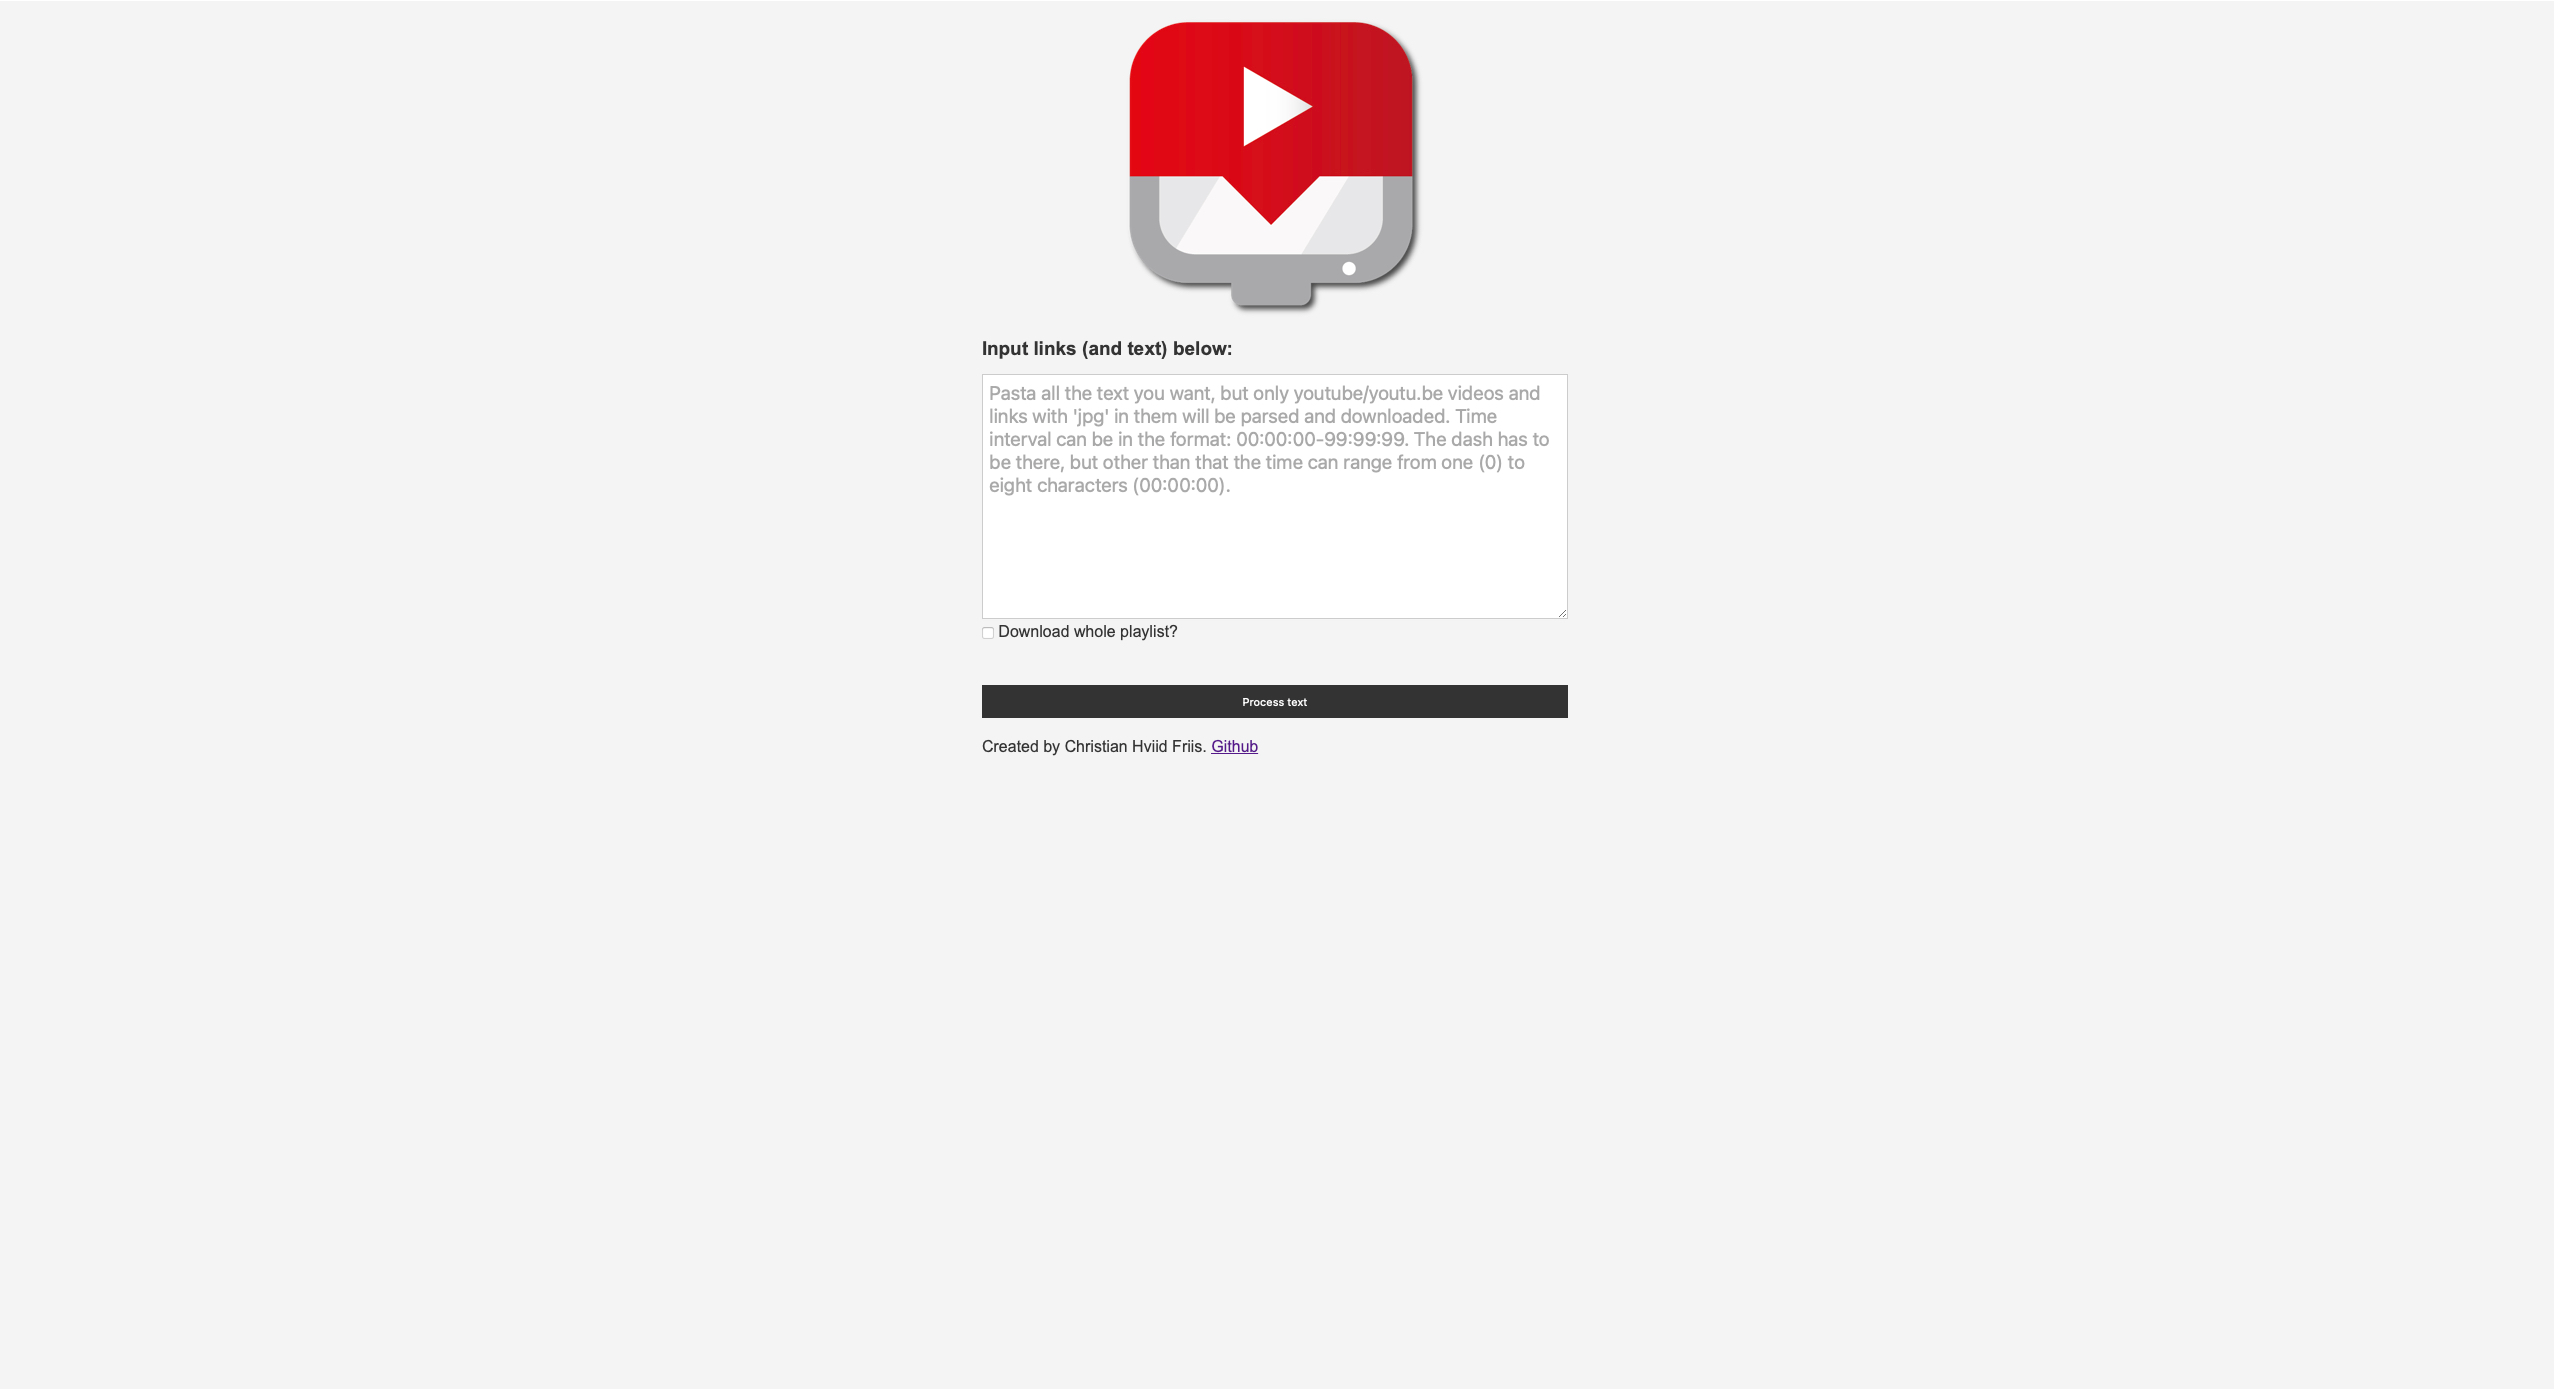 Input links (and text) below:
Pasta all the text you want, but only youtube/youtu.be videos and
links with 'jpg' in them will be parsed and downloaded. Time
interval can be in the format: 00:00:00-99:99:99. The dash has to
be there, but other than that the time can range from one (0) to
eight characters (00:00:00).
Download whole playlist?
Process text
Created by Christian Hviid Friis. Github